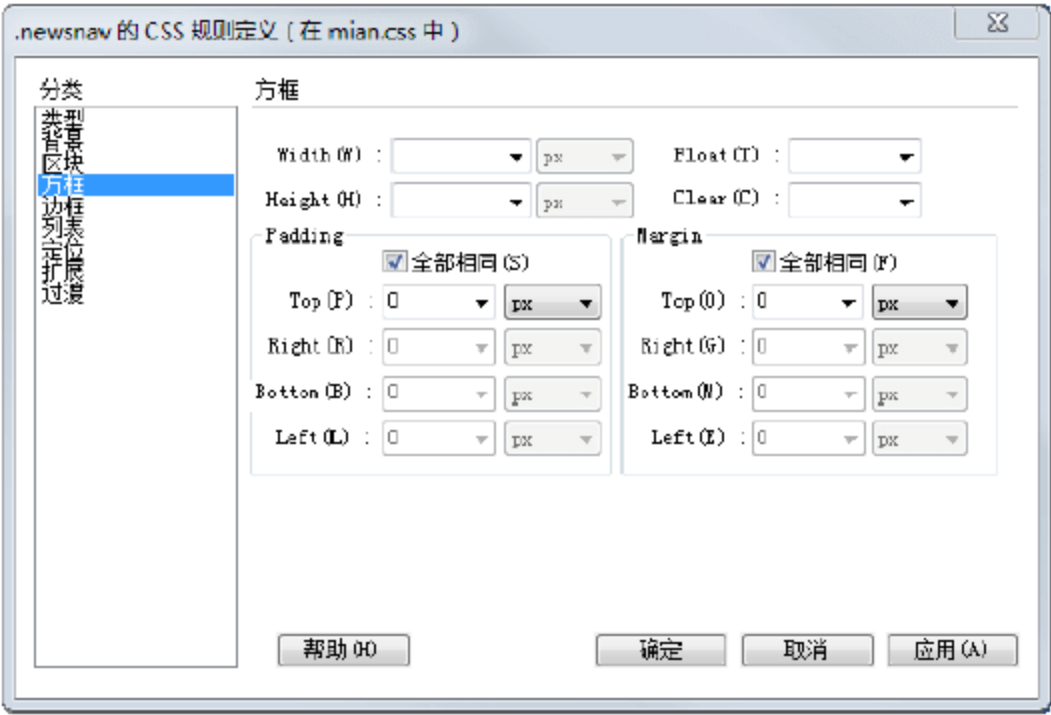 .newsnav 的 CSS 规则定义 ( 在 mian.css 中 )
分类
类型
背景
区块
方框
边框
列表
定位
扩展
过渡
方框
Width(W) : px Float(T) :
Height(H) : px Clear(C) :
Padding Margin
全部相同(S) 全部相同(F)
Top(P) : 0 px Top(O) : 0 px
Right(R) : 0 px Right(G) : 0 px
Bottom(B) : 0 px Bottom(M) : 0 px
Left(L) : 0 px Left(E) : 0 px
帮助(H) 确定 取消 应用(A)